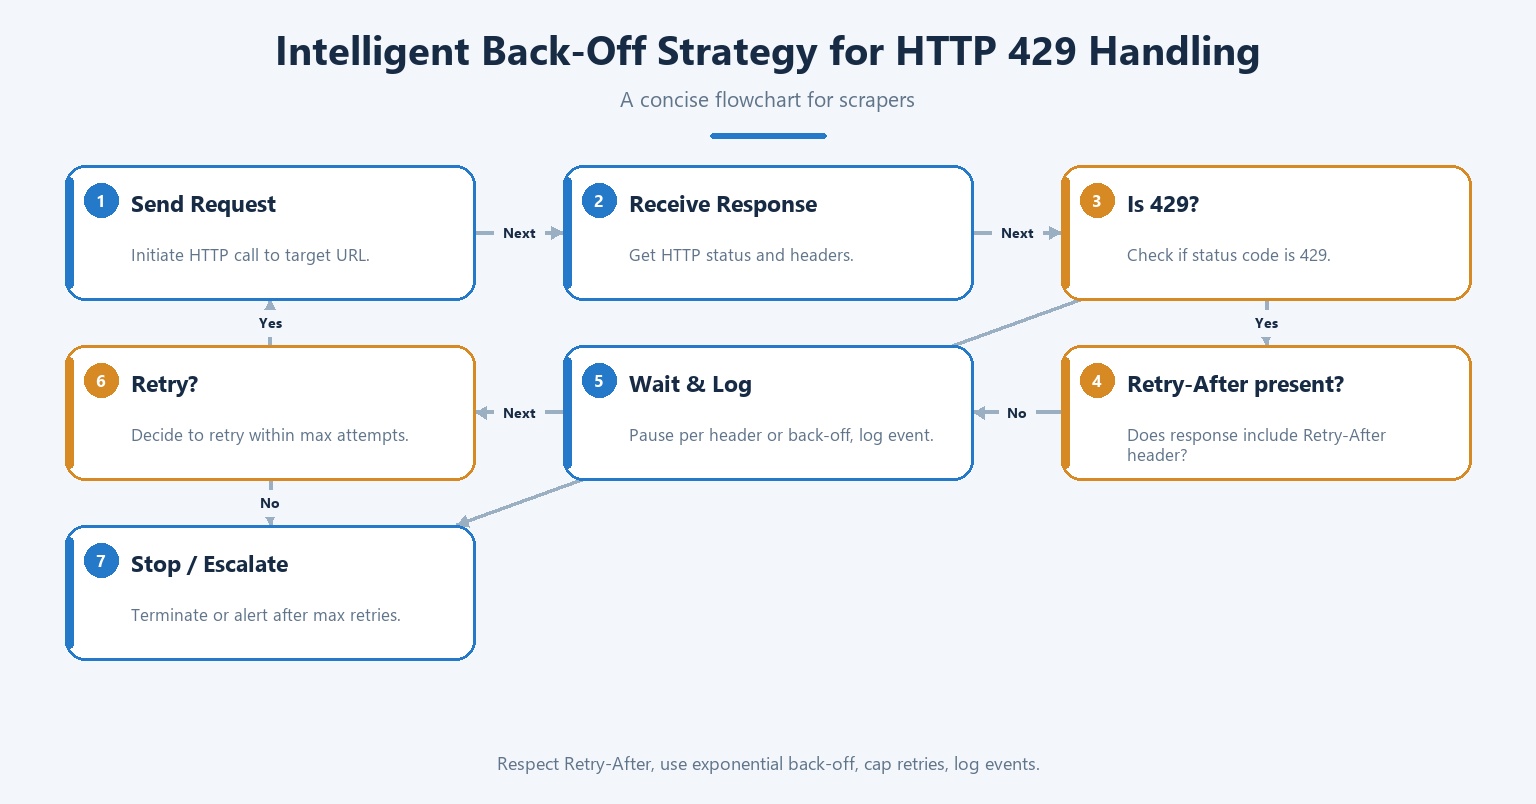 Intelligent Back-Off Strategy for HTTP 429 Handling
A concise flowchart for scrapers
1 Send Request
Initiate HTTP call to target URL.
Next
2 Receive Response
Get HTTP status and headers.
Next
3 Is 429?
Check if status code is 429.
Yes
Yes
6 Retry?
Decide to retry within max attempts.
Next
5 Wait & Log
Pause per header or back-off, log event.
No
4 Retry-After present?
Does response include Retry-After
header?
No
7 Stop / Escalate
Terminate or alert after max retries.
Respect Retry-After, use exponential back-off, cap retries, log events.